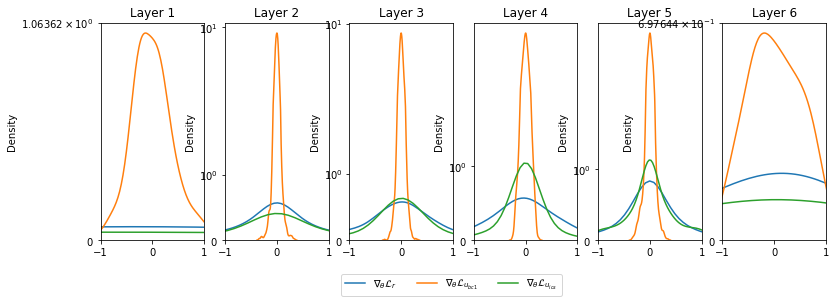 Layer 1 Layer 2 Layer 3 Layer 4 Layer 5 Layer 6
1.06362 × 10⁰ 10¹ 10¹ 6.97644 × 10⁻¹
Density Density Density Density Density Density
10⁰ 10⁰ 10⁰ 10⁰
0 0 0 0 0 0
−1 0 1 −1 0 1 −1 0 1 −1 0 1 −1 0 1 −1 0 1
∇θℒr ∇θℒu_bc1 ∇θℒu_ics